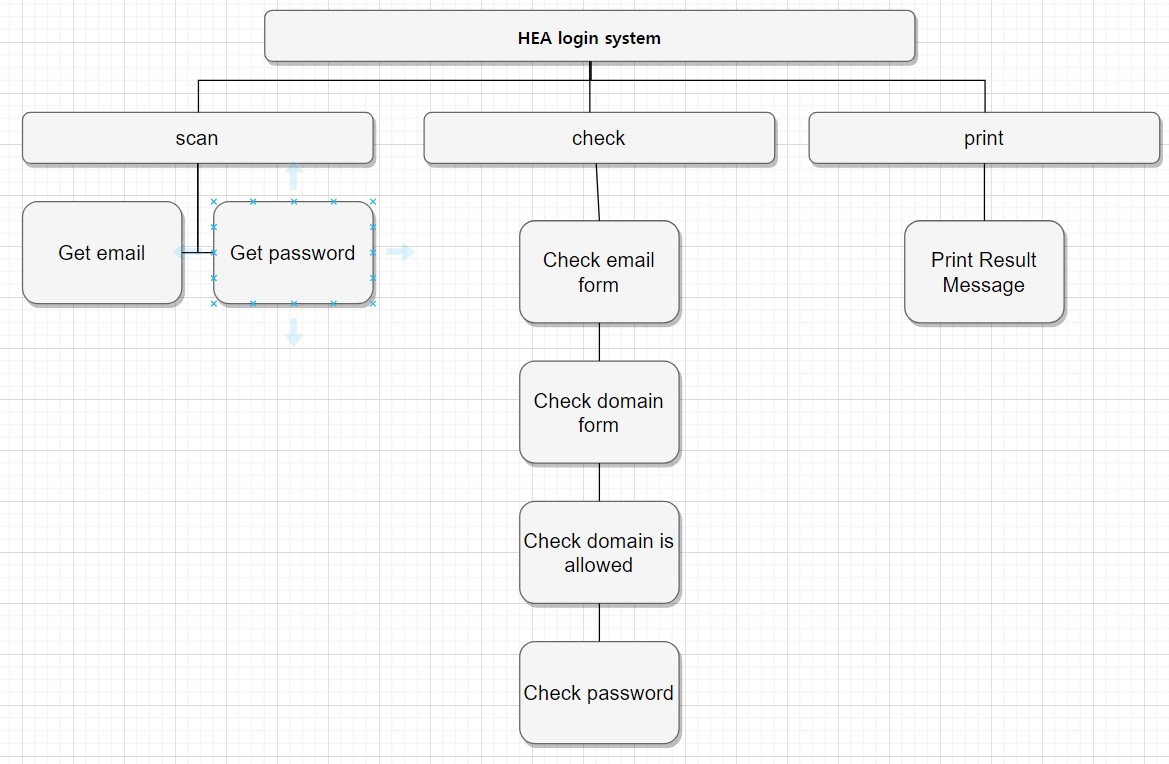 HEA login system
scan
check
print
Get email
Get password
Check email
form
Print Result
Message
Check domain
form
Check domain is
allowed
Check password